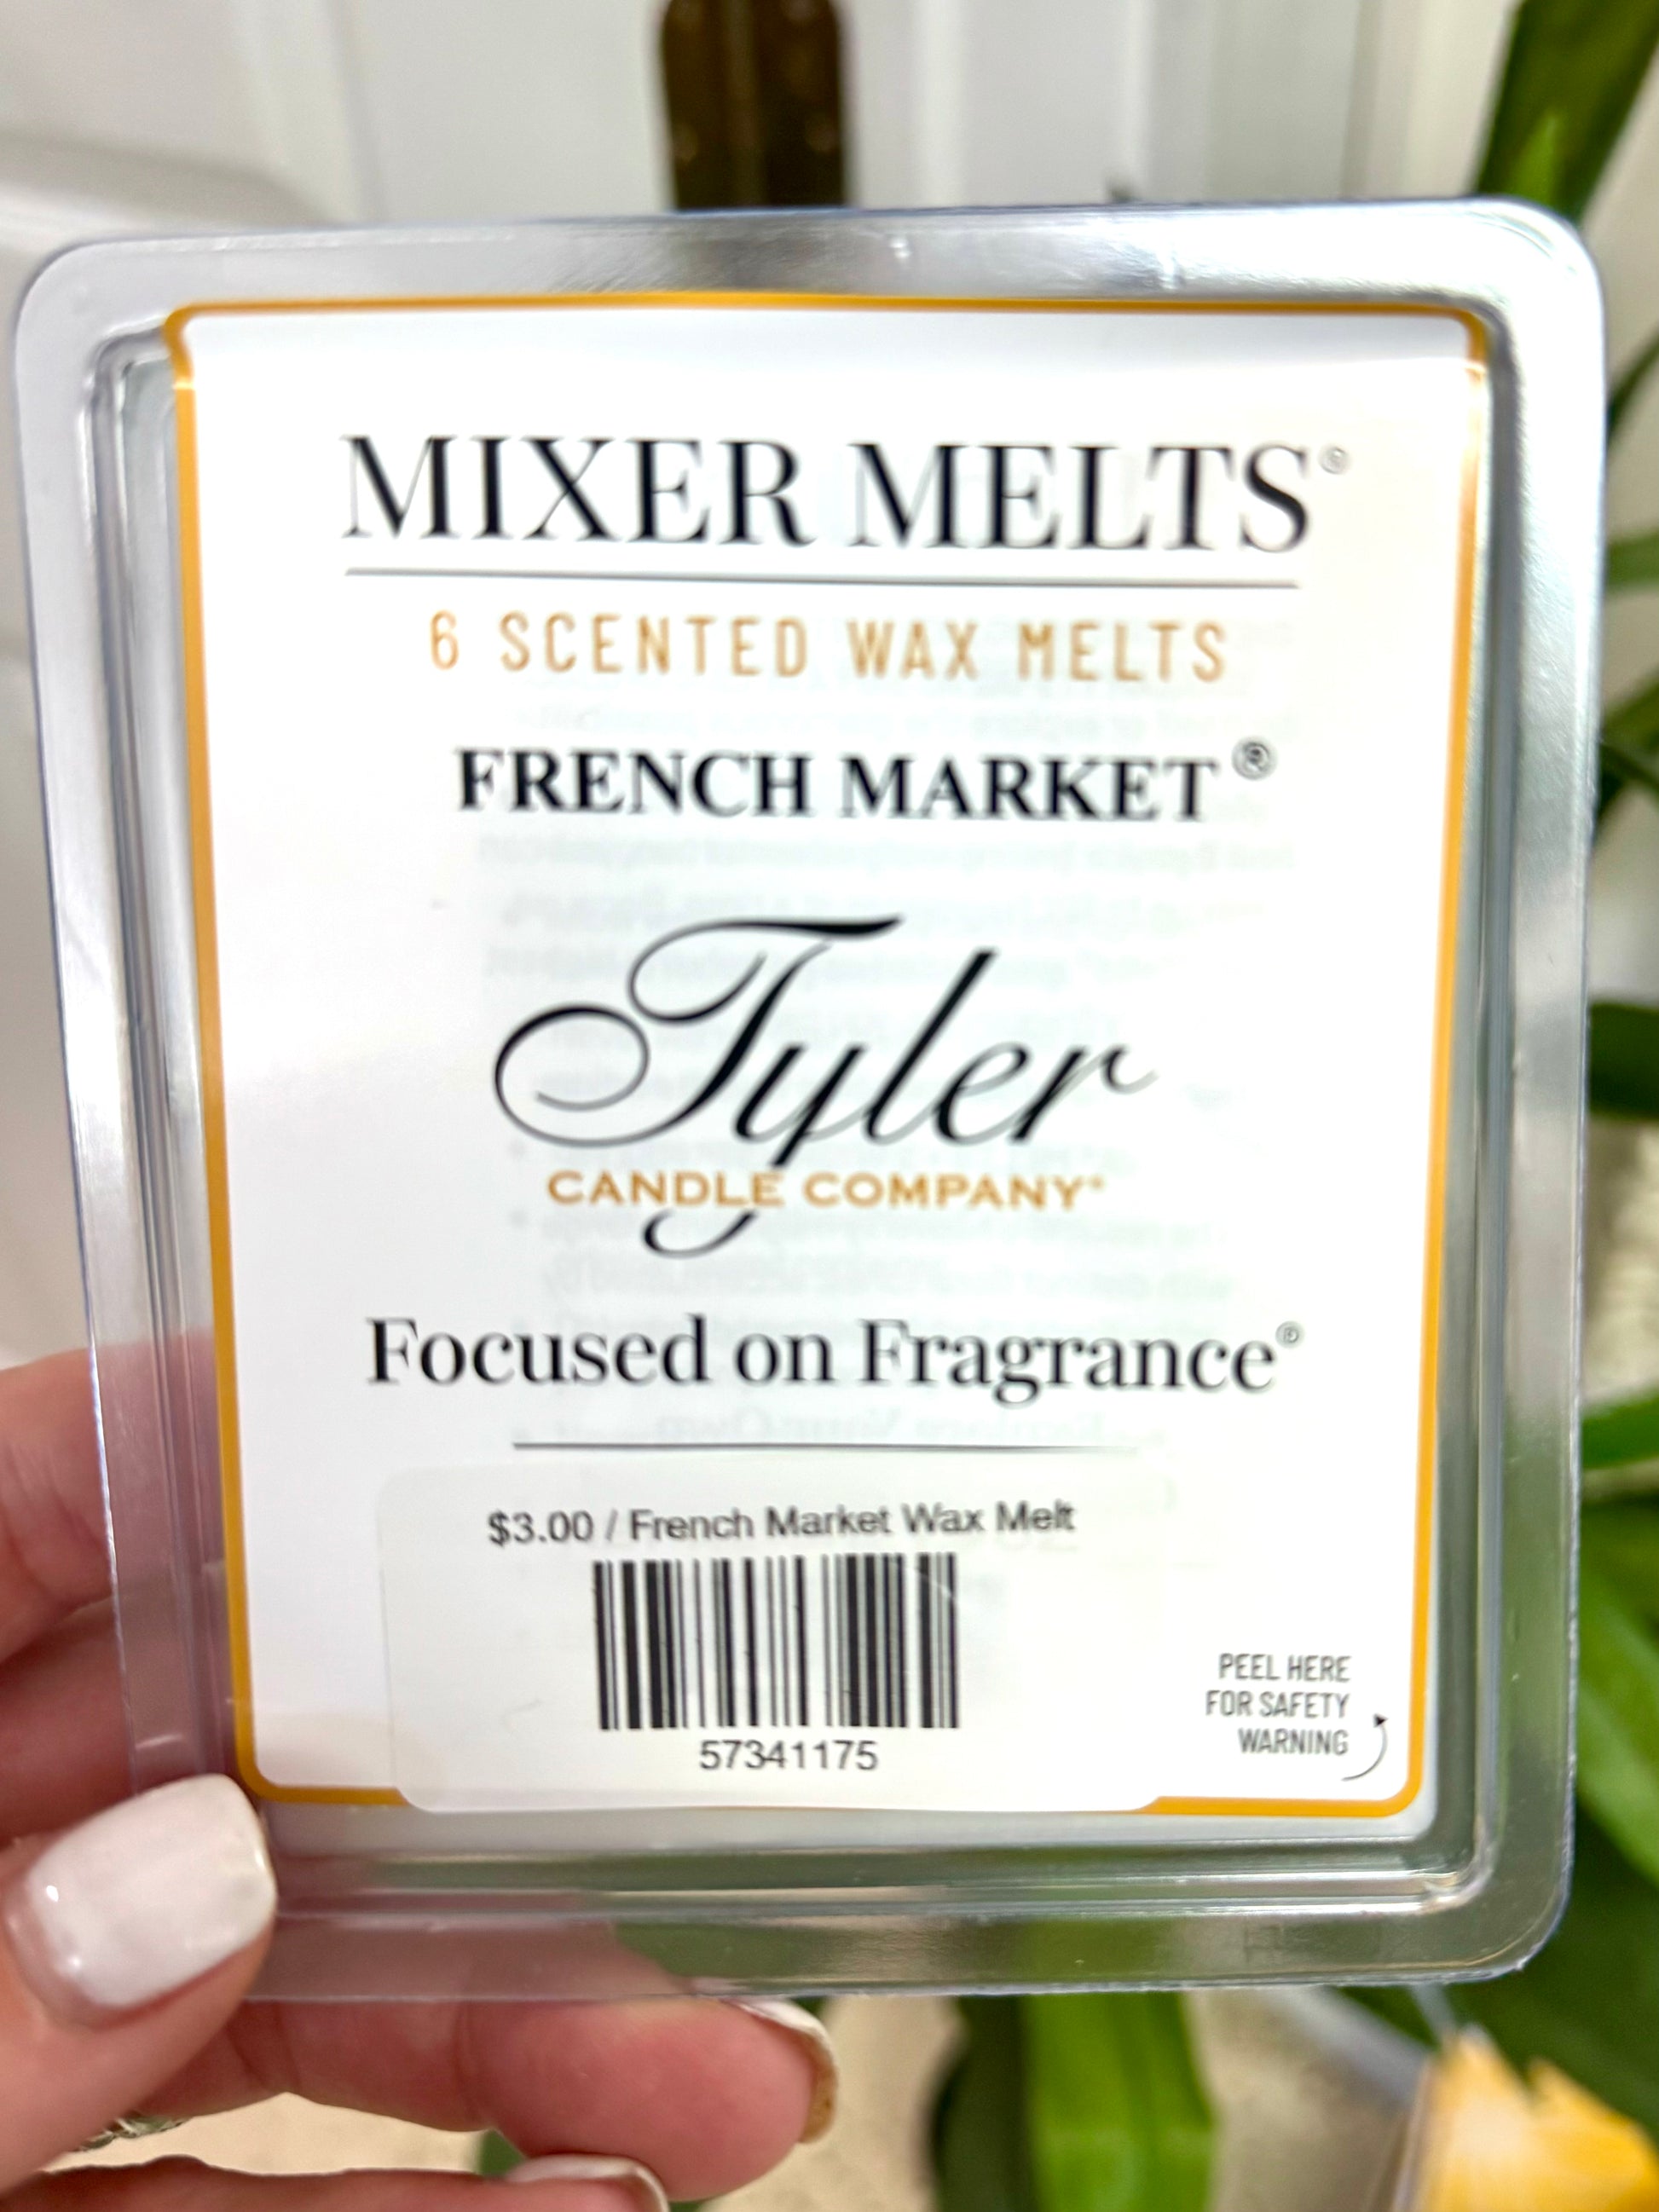 MIXER MELTS®
6 SCENTED WAX MELTS
FRENCH MARKET®
Tyler
CANDLE COMPANY®
Focused on Fragrance®
$3.00 / French Market Wax Melt
57341175
PEEL HERE
FOR SAFETY
WARNING